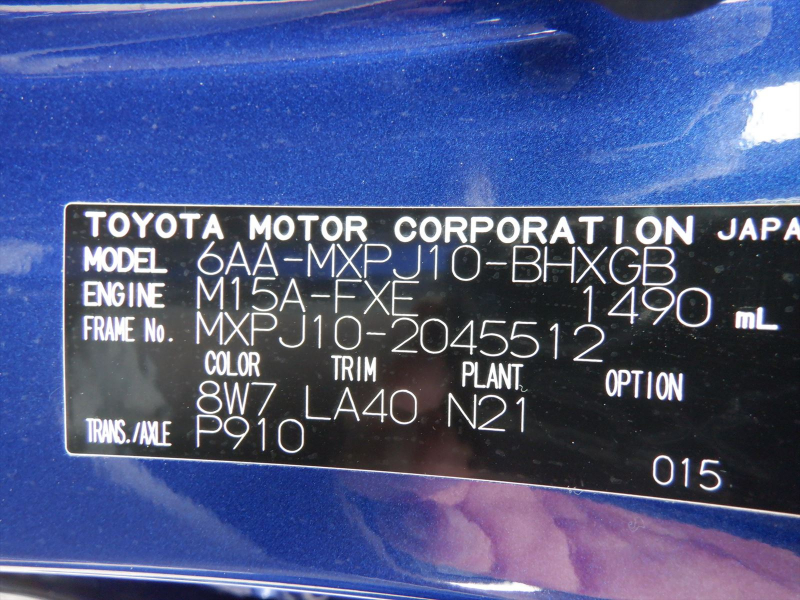 TOYOTA MOTOR CORPORATION JAPA
MODEL 6AA-MXPJ10-BHXGB
ENGINE M15A-FXE 1490 mL
FRAME No. MXPJ10-2045512
COLOR TRIM PLANT OPTION
8W7 LA40 N21
TRANS./AXLE P910
015